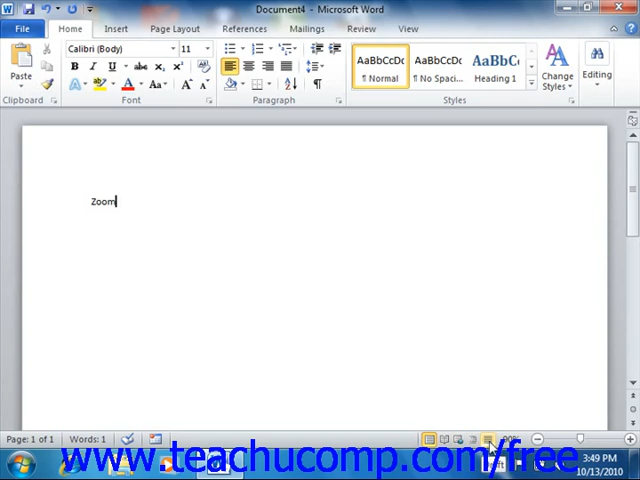 Document4 - Microsoft Word
File Home Insert Page Layout References Mailings Review View
Calibri (Body) 11
AaBbCcDc AaBbCcDc AaBbC
Paste
¶ Normal ¶ No Spaci... Heading 1
Change Styles
Editing
Clipboard Font Paragraph Styles
Zoom
Page: 1 of 1 Words: 1 90%
www.teachucomp.com/free
3:49 PM
10/13/2010